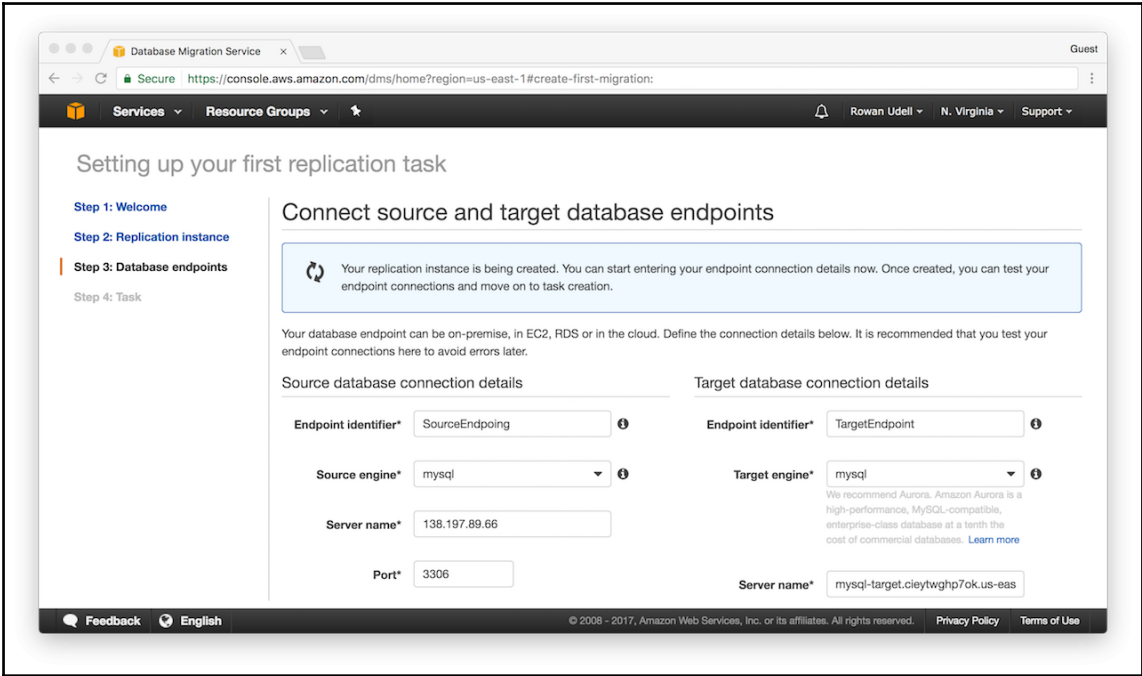 Database Migration Service
Guest
Secure https://console.aws.amazon.com/dms/home?region=us-east-1#create-first-migration:
Services Resource Groups Rowan Udell N. Virginia Support
Setting up your first replication task
Step 1: Welcome
Step 2: Replication instance
Step 3: Database endpoints
Step 4: Task
Connect source and target database endpoints
Your replication instance is being created. You can start entering your endpoint connection details now. Once created, you can test your
endpoint connections and move on to task creation.
Your database endpoint can be on-premise, in EC2, RDS or in the cloud. Define the connection details below. It is recommended that you test your
endpoint connections here to avoid errors later.
Source database connection details
Endpoint identifier* SourceEndpoing
Source engine* mysql
Server name* 138.197.89.66
Port* 3306
Target database connection details
Endpoint identifier* TargetEndpoint
Target engine* mysql
We recommend Aurora. Amazon Aurora is a
high-performance, MySQL-compatible,
enterprise-class database at a tenth the
cost of commercial databases. Learn more
Server name* mysql-target.cieytwghp7ok.us-eas
Feedback English © 2008 - 2017, Amazon Web Services, Inc. or its affiliates. All rights reserved. Privacy Policy Terms of Use